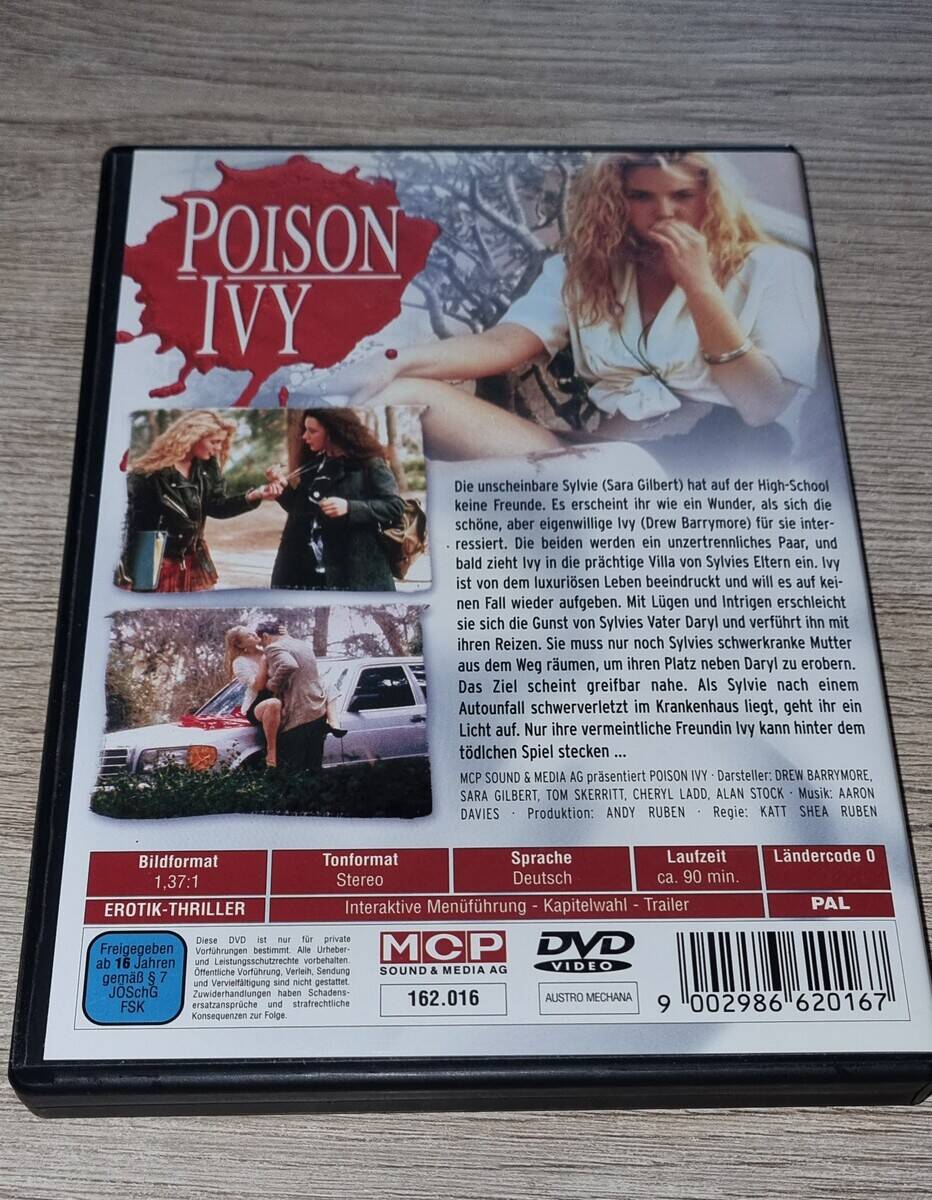 POISON
IVY
Die unscheinbare Sylvie (Sara Gilbert) hat auf der High-School
keine Freunde. Es erscheint ihr wie ein Wunder, als sich die
schöne, aber eigenwillige Ivy (Drew Barrymore) für sie inter-
ressiert. Die beiden werden ein unzertrennliches Paar, und
bald zieht Ivy in die prächtige Villa von Sylvies Eltern ein. Ivy
ist von dem luxuriösen Leben beeindruckt und will es auf kei-
nen Fall wieder aufgeben. Mit Lügen und Intrigen erschleicht
sie sich die Gunst von Sylvies Vater Daryl und verführt ihn mit
ihren Reizen. Sie muss nur noch Sylvies schwerkranke Mutter
aus dem Weg räumen, um ihren Platz neben Daryl zu erobern.
Das Ziel scheint greifbar nahe. Als Sylvie nach einem
Autounfall schwerverletzt im Krankenhaus liegt, geht ihr ein
Licht auf. Nur ihre vermeintliche Freundin Ivy kann hinter dem
tödlichen Spiel stecken ...
MCP SOUND & MEDIA AG präsentiert POISON IVY · Darsteller: DREW BARRYMORE,
SARA GILBERT, TOM SKERRITT, CHERYL LADD, ALAN STOCK · Musik: AARON
DAVIES · Produktion: ANDY RUBEN · Regie: KATT SHEA RUBEN
Bildformat
1,37:1
Tonformat
Stereo
Sprache
Deutsch
Laufzeit
ca. 90 min.
Ländercode 0
EROTIK-THRILLER
Interaktive Menüführung - Kapitelwahl - Trailer
PAL
Freigegeben
ab 16 Jahren
gemäß § 7
JÖSchG
FSK
Diese DVD ist nur für private
Vorführungen bestimmt. Alle Urheber-
und Leistungsschutzrechte vorbehalten.
Öffentliche Vorführung, Verleih, Sendung
und Vervielfältigung sind nicht gestattet.
Zuwiderhandlungen haben Schadens-
ersatzansprüche und strafrechtliche
Konsequenzen zur Folge.
MCP
SOUND & MEDIA AG
162.016
DVD
VIDEO
AUSTRO MECHANA
9 002986 620167